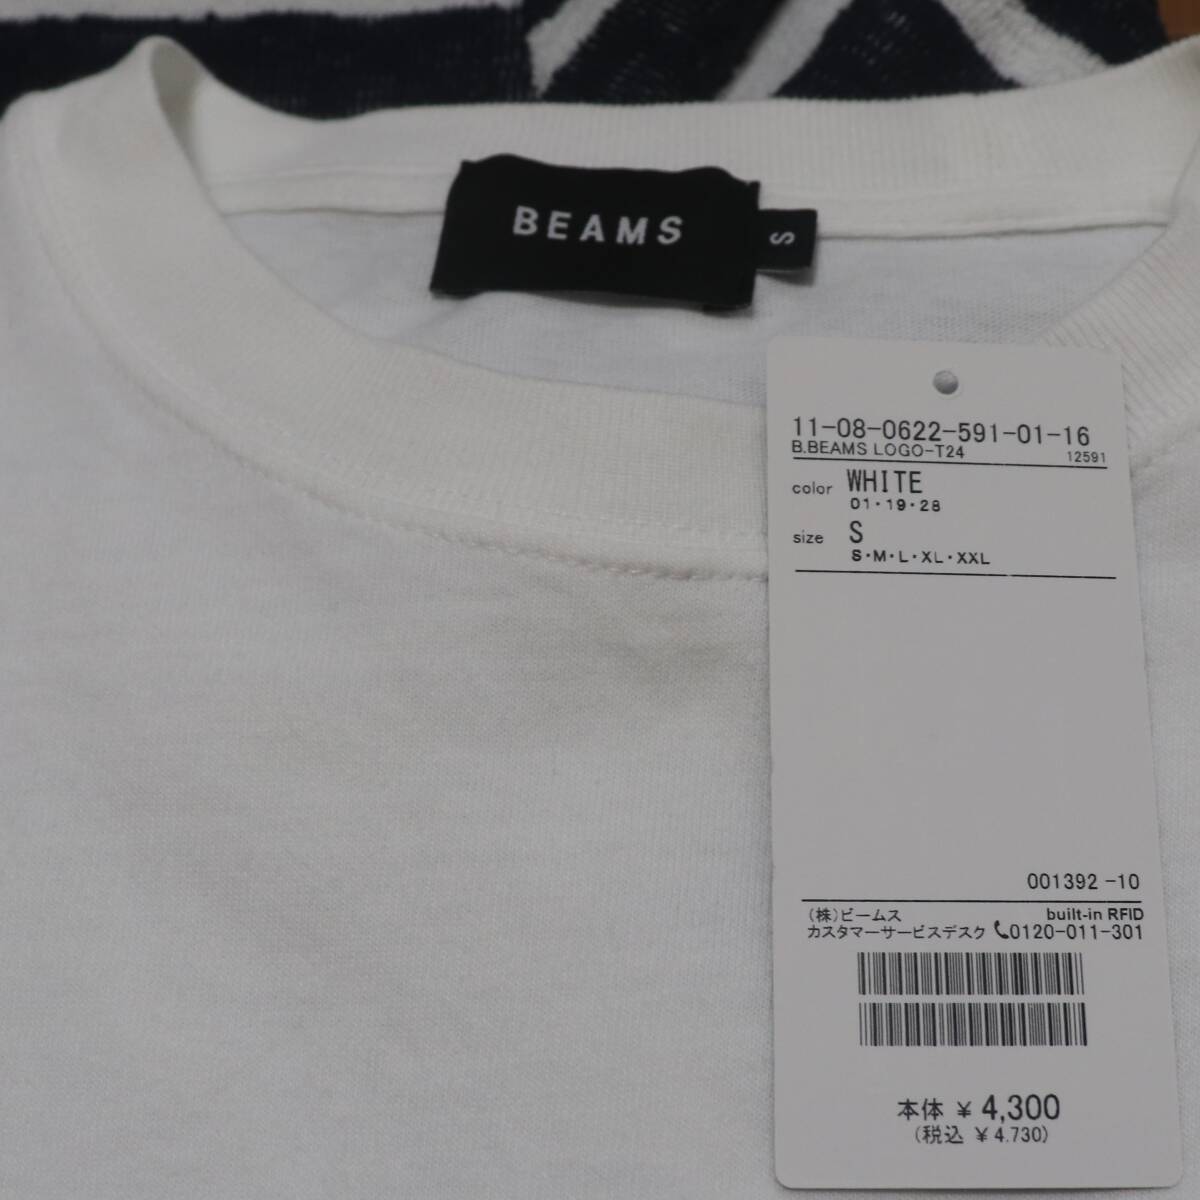 BEAMS
S
11-08-0622-591-01-16
B.BEAMS LOGO-T24 12591
color WHITE
01・19・28
size S
S・M・L・XL・XXL
001392 -10
(株)ビームス built-in RFID
カスタマーサービスデスク 0120-011-301
本体 ¥ 4,300
(税込 ¥ 4.730)